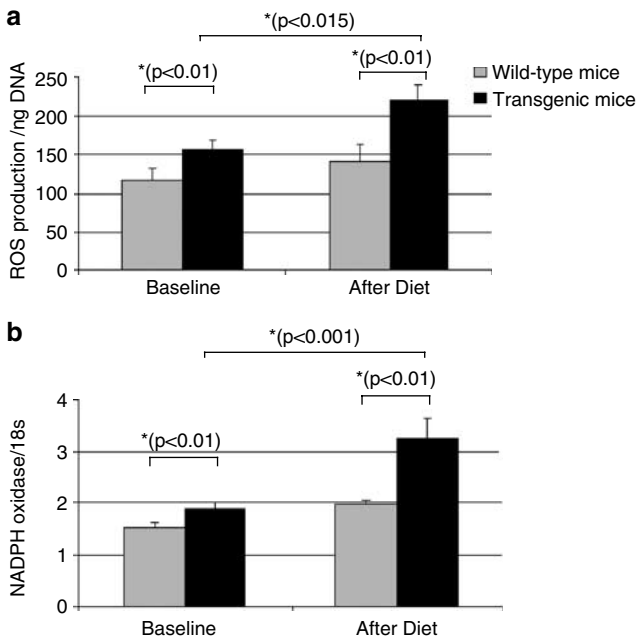 a
*(p<0.015)
*(p<0.01)
*(p<0.01)
Wild-type mice
Transgenic mice
ROS production /ng DNA
250
200
150
100
50
0
Baseline
After Diet
b
*(p<0.001)
*(p<0.01)
*(p<0.01)
NADPH oxidase/18s
4
3
2
1
0
Baseline
After Diet